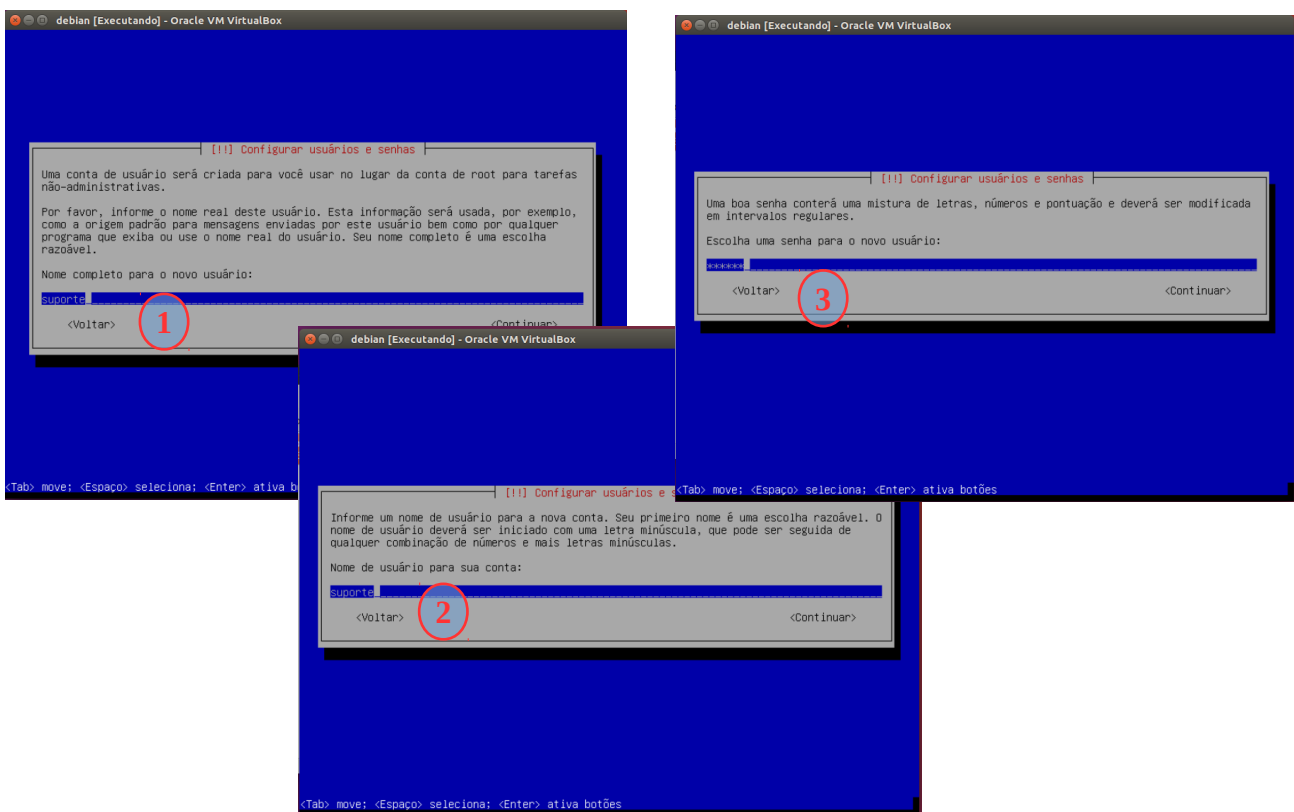 debian [Executando] - Oracle VM VirtualBox
[!!] Configurar usuários e senhas
Uma conta de usuário será criada para você usar no lugar da conta de root para tarefas
não-administrativas.
Por favor, informe o nome real deste usuário. Esta informação será usada, por exemplo,
como a origem padrão para mensagens enviadas por este usuário bem como por qualquer
programa que exiba ou use o nome real do usuário. Seu nome completo é uma escolha
razoável.
Nome completo para o novo usuário:
suporte
<Voltar> 1 <Continuar>
<Tab> move; <Espaço> seleciona; <Enter> ativa b
debian [Executando] - Oracle VM VirtualBox
[!!] Configurar usuários e s
Informe um nome de usuário para a nova conta. Seu primeiro nome é uma escolha razoável. O
nome de usuário deverá ser iniciado com uma letra minúscula, que pode ser seguida de
qualquer combinação de números e mais letras minúsculas.
Nome de usuário para sua conta:
suporte
<Voltar> 2 <Continuar>
<Tab> move; <Espaço> seleciona; <Enter> ativa botões
debian [Executando] - Oracle VM VirtualBox
[!!] Configurar usuários e senhas
Uma boa senha conterá uma mistura de letras, números e pontuação e deverá ser modificada
em intervalos regulares.
Escolha uma senha para o novo usuário:
******
<Voltar> 3 <Continuar>
<Tab> move; <Espaço> seleciona; <Enter> ativa botões